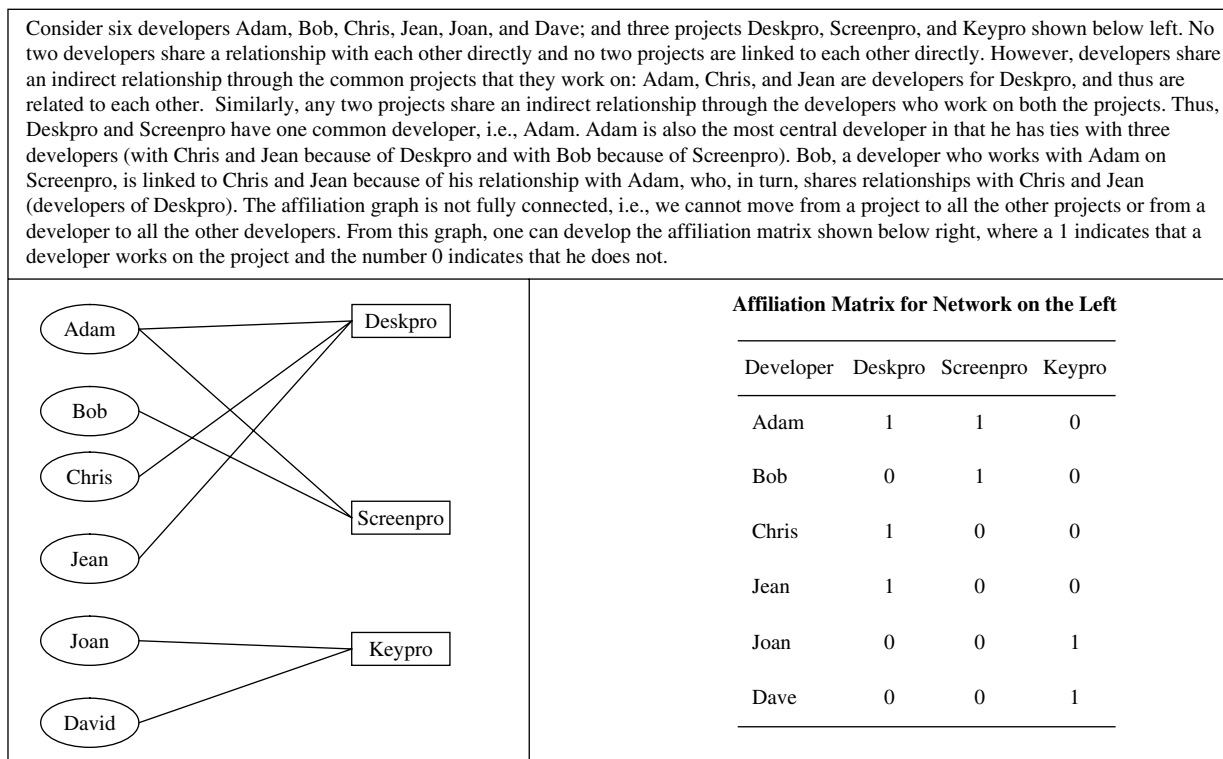 Consider six developers Adam, Bob, Chris, Jean, Joan, and Dave; and three projects Deskpro, Screenpro, and Keypro shown below left. No
two developers share a relationship with each other directly and no two projects are linked to each other directly. However, developers share
an indirect relationship through the common projects that they work on: Adam, Chris, and Jean are developers for Deskpro, and thus are
related to each other. Similarly, any two projects share an indirect relationship through the developers who work on both the projects. Thus,
Deskpro and Screenpro have one common developer, i.e., Adam. Adam is also the most central developer in that he has ties with three
developers (with Chris and Jean because of Deskpro and with Bob because of Screenpro). Bob, a developer who works with Adam on
Screenpro, is linked to Chris and Jean because of his relationship with Adam, who, in turn, shares relationships with Chris and Jean
(developers of Deskpro). The affiliation graph is not fully connected, i.e., we cannot move from a project to all the other projects or from a
developer to all the other developers. From this graph, one can develop the affiliation matrix shown below right, where a 1 indicates that a
developer works on the project and the number 0 indicates that he does not.
Adam
Bob
Chris
Jean
Joan
David
Deskpro
Screenpro
Keypro
Affiliation Matrix for Network on the Left
Developer Deskpro Screenpro Keypro
Adam 1 1 0
Bob 0 1 0
Chris 1 0 0
Jean 1 0 0
Joan 0 0 1
Dave 0 0 1